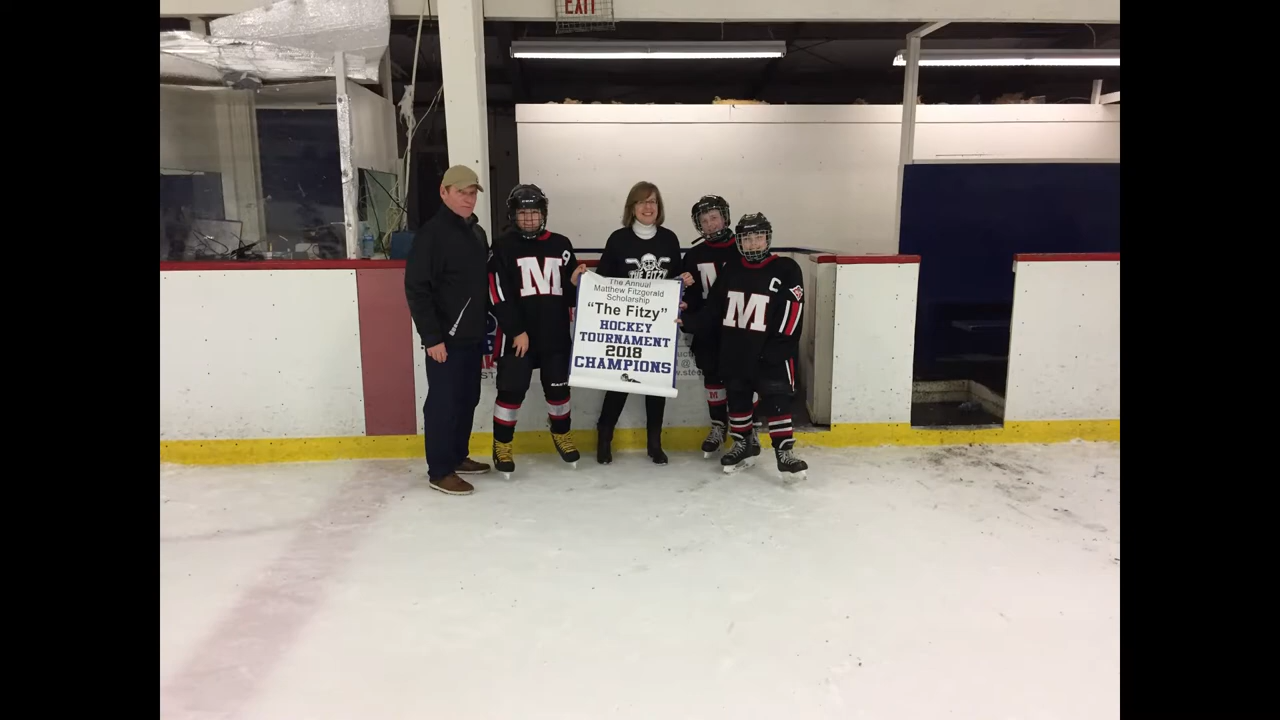 EXIT
THE FITZY
The Annual
Matthew Fitzgerald
Scholarship
"The Fitzy"
HOCKEY
TOURNAMENT
2018
CHAMPIONS
M
A
M
M
C
M